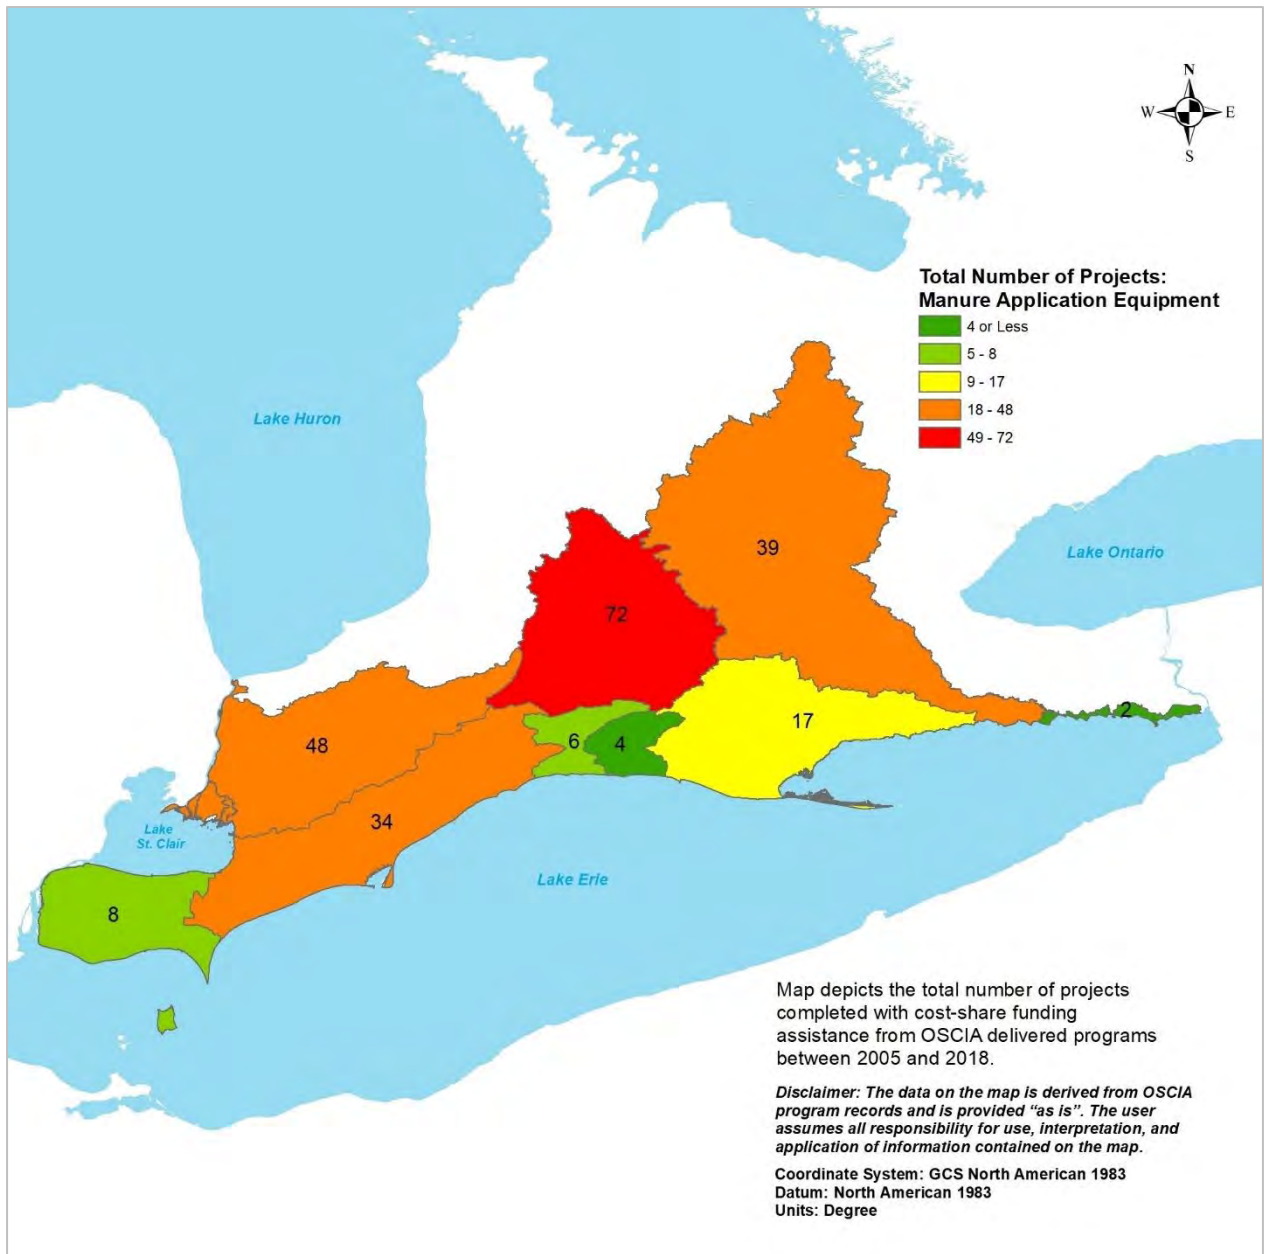 N
W E
S
Total Number of Projects:
Manure Application Equipment
4 or Less
5 - 8
9 - 17
18 - 48
49 - 72
Lake Huron
Lake Ontario
39
72
17
2
6
4
48
34
Lake
St. Clair
Lake Erie
8
Map depicts the total number of projects
completed with cost-share funding
assistance from OSCIA delivered programs
between 2005 and 2018.
Disclaimer: The data on the map is derived from OSCIA
program records and is provided “as is”. The user
assumes all responsibility for use, interpretation, and
application of information contained on the map.
Coordinate System: GCS North American 1983
Datum: North American 1983
Units: Degree